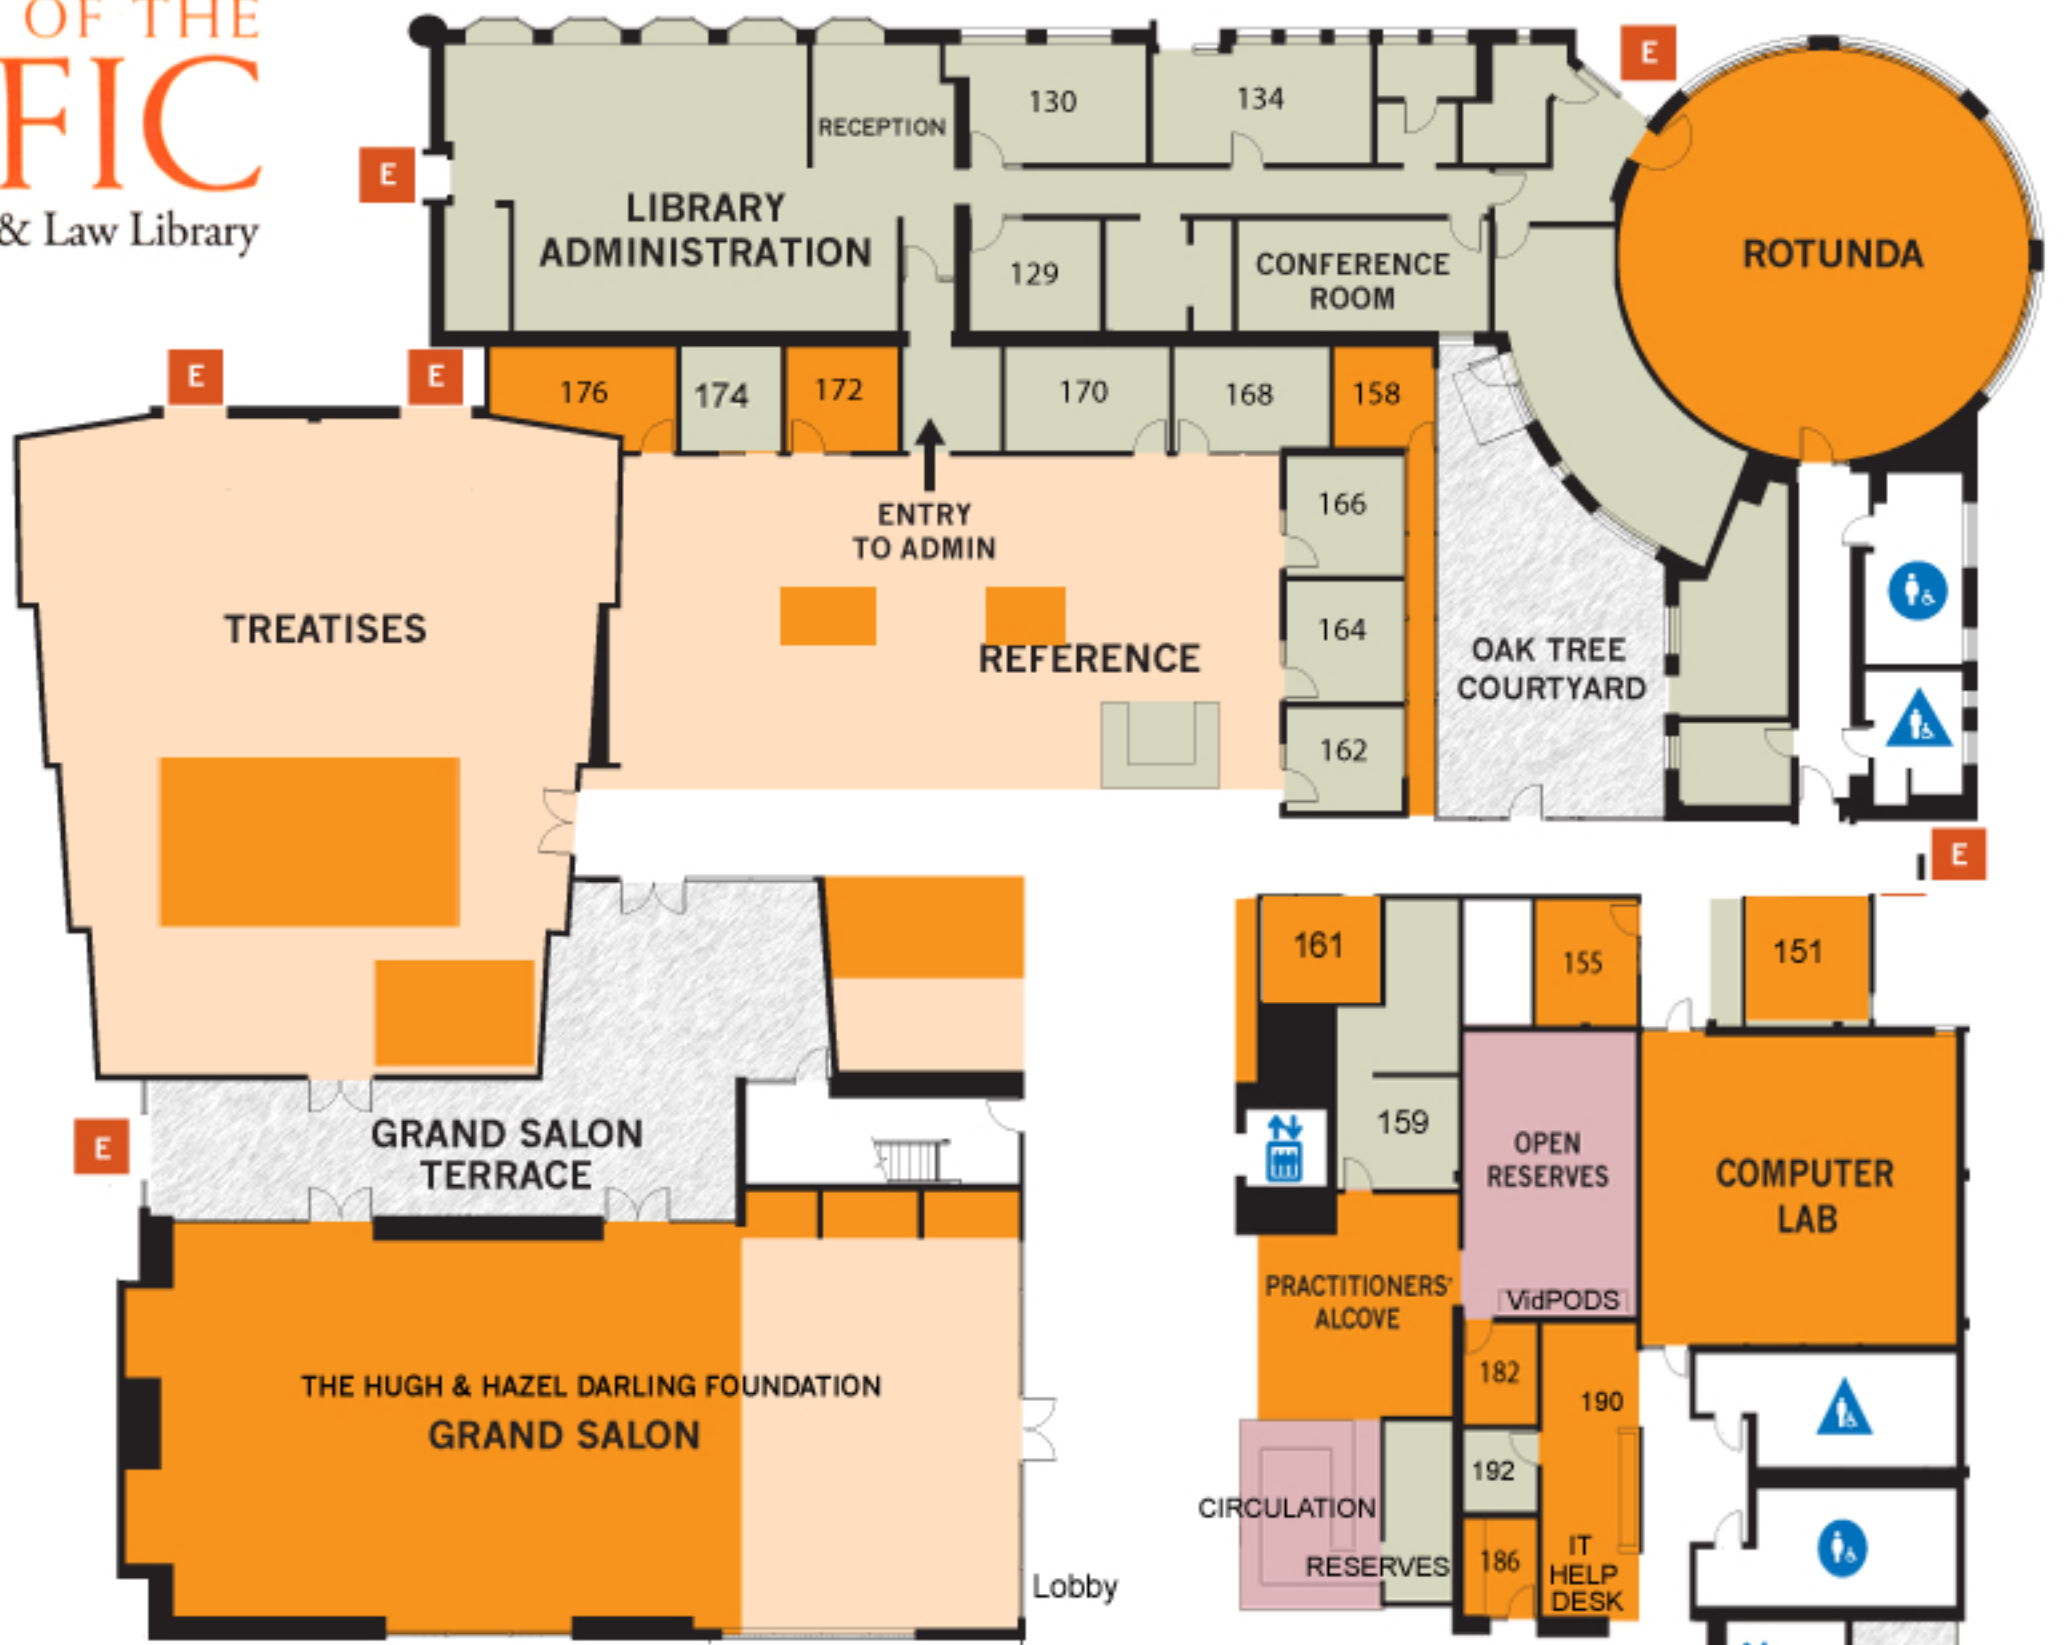 OF THE
FIC
& Law Library
E
E
E
E
130
134
RECEPTION
LIBRARY
ADMINISTRATION
129
CONFERENCE
ROOM
ROTUNDA
176
174
172
170
168
158
ENTRY
TO ADMIN
166
164
162
TREATISES
REFERENCE
OAK TREE
COURTYARD
E
161
155
151
159
OPEN
RESERVES
VidPODS
COMPUTER
LAB
E
GRAND SALON
TERRACE
PRACTITIONERS'
ALCOVE
THE HUGH & HAZEL DARLING FOUNDATION
GRAND SALON
182
190
192
CIRCULATION
RESERVES
186
IT
HELP
DESK
Lobby